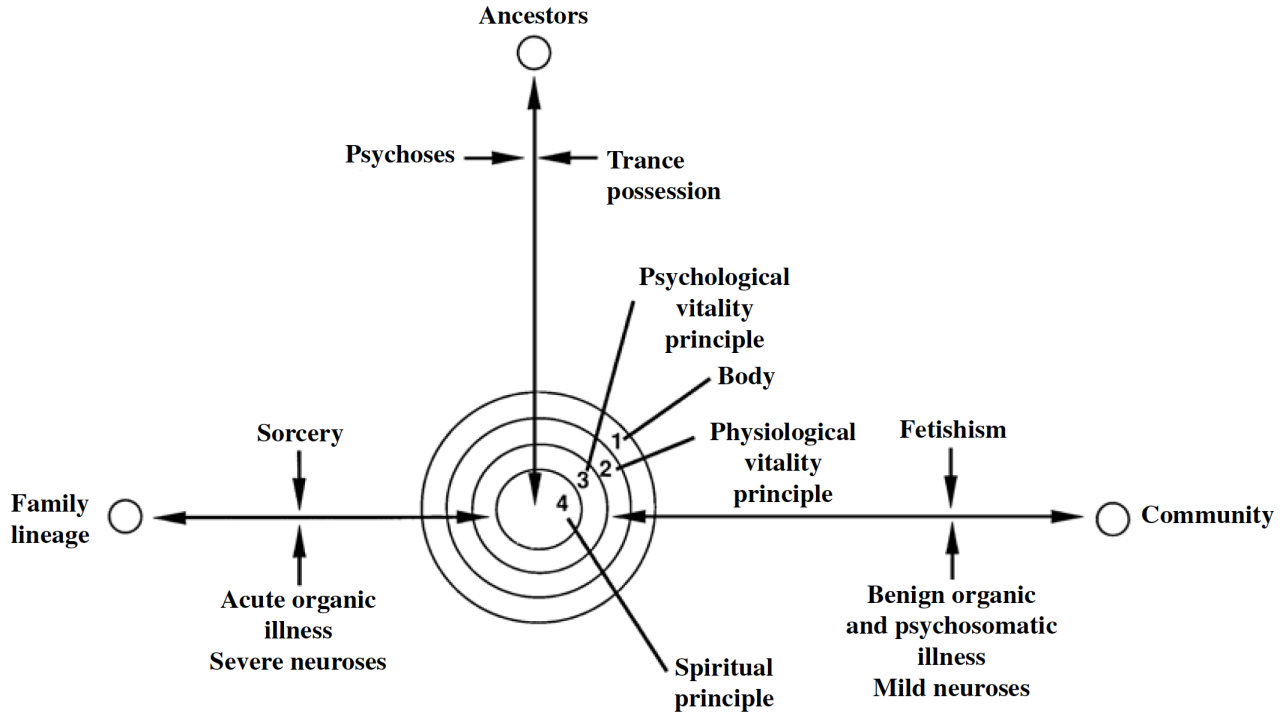 Ancestors
Psychoses
Trance
possession
Psychological
vitality
principle
Body
1
Physiological
vitality
principle
2
3
4
Sorcery
Fetishism
Family
lineage
Community
Acute organic
illness
Severe neuroses
Benign organic
and psychosomatic
illness
Mild neuroses
Spiritual
principle